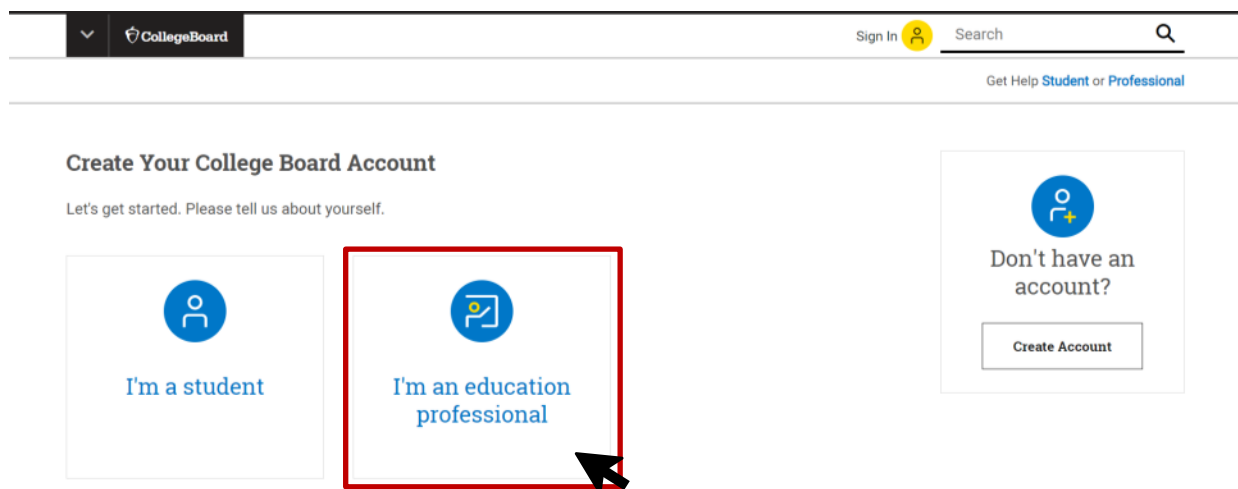 CollegeBoard
Sign In
Search
Get Help Student or Professional
Create Your College Board Account
Let's get started. Please tell us about yourself.
I'm a student
I'm an education
professional
Don't have an
account?
Create Account